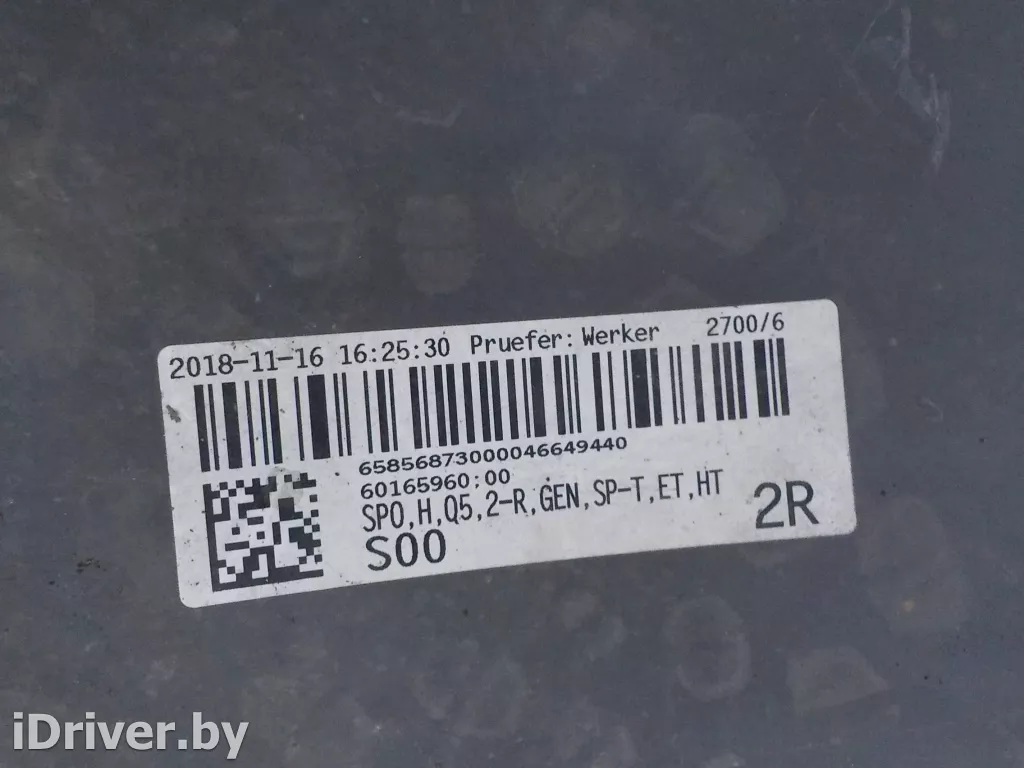 2018-11-16 16:25:30 Pruefer: Werker 2700/6
65856873000046649440
60165960:00
SPO,H,Q5,2-R,GEN,SP-T,ET,HT
S00 2R
iDriver.by